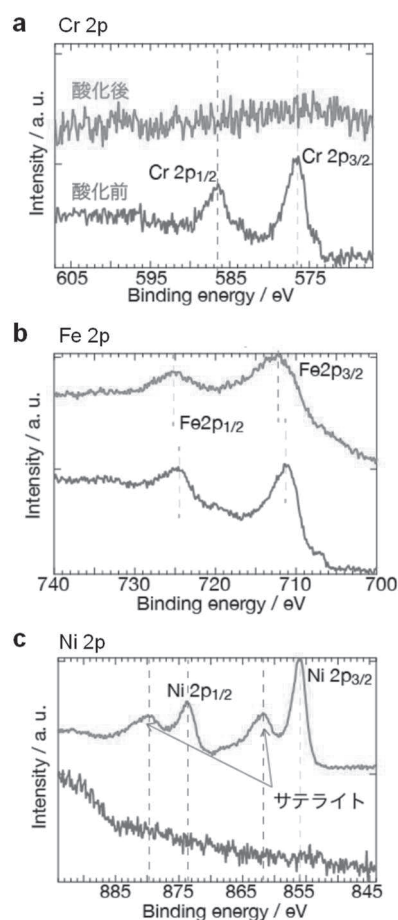 a Cr 2p
酸化後
Cr 2p3/2
Cr 2p1/2
酸化前
Intensity / a. u.
605 595 585 575
Binding energy / eV
b Fe 2p
Fe2p3/2
Fe2p1/2
Intensity / a. u.
740 730 720 710 700
Binding energy / eV
c Ni 2p
Ni 2p3/2
Ni 2p1/2
サテライト
Intensity / a. u.
885 875 865 855 845
Binding energy / eV